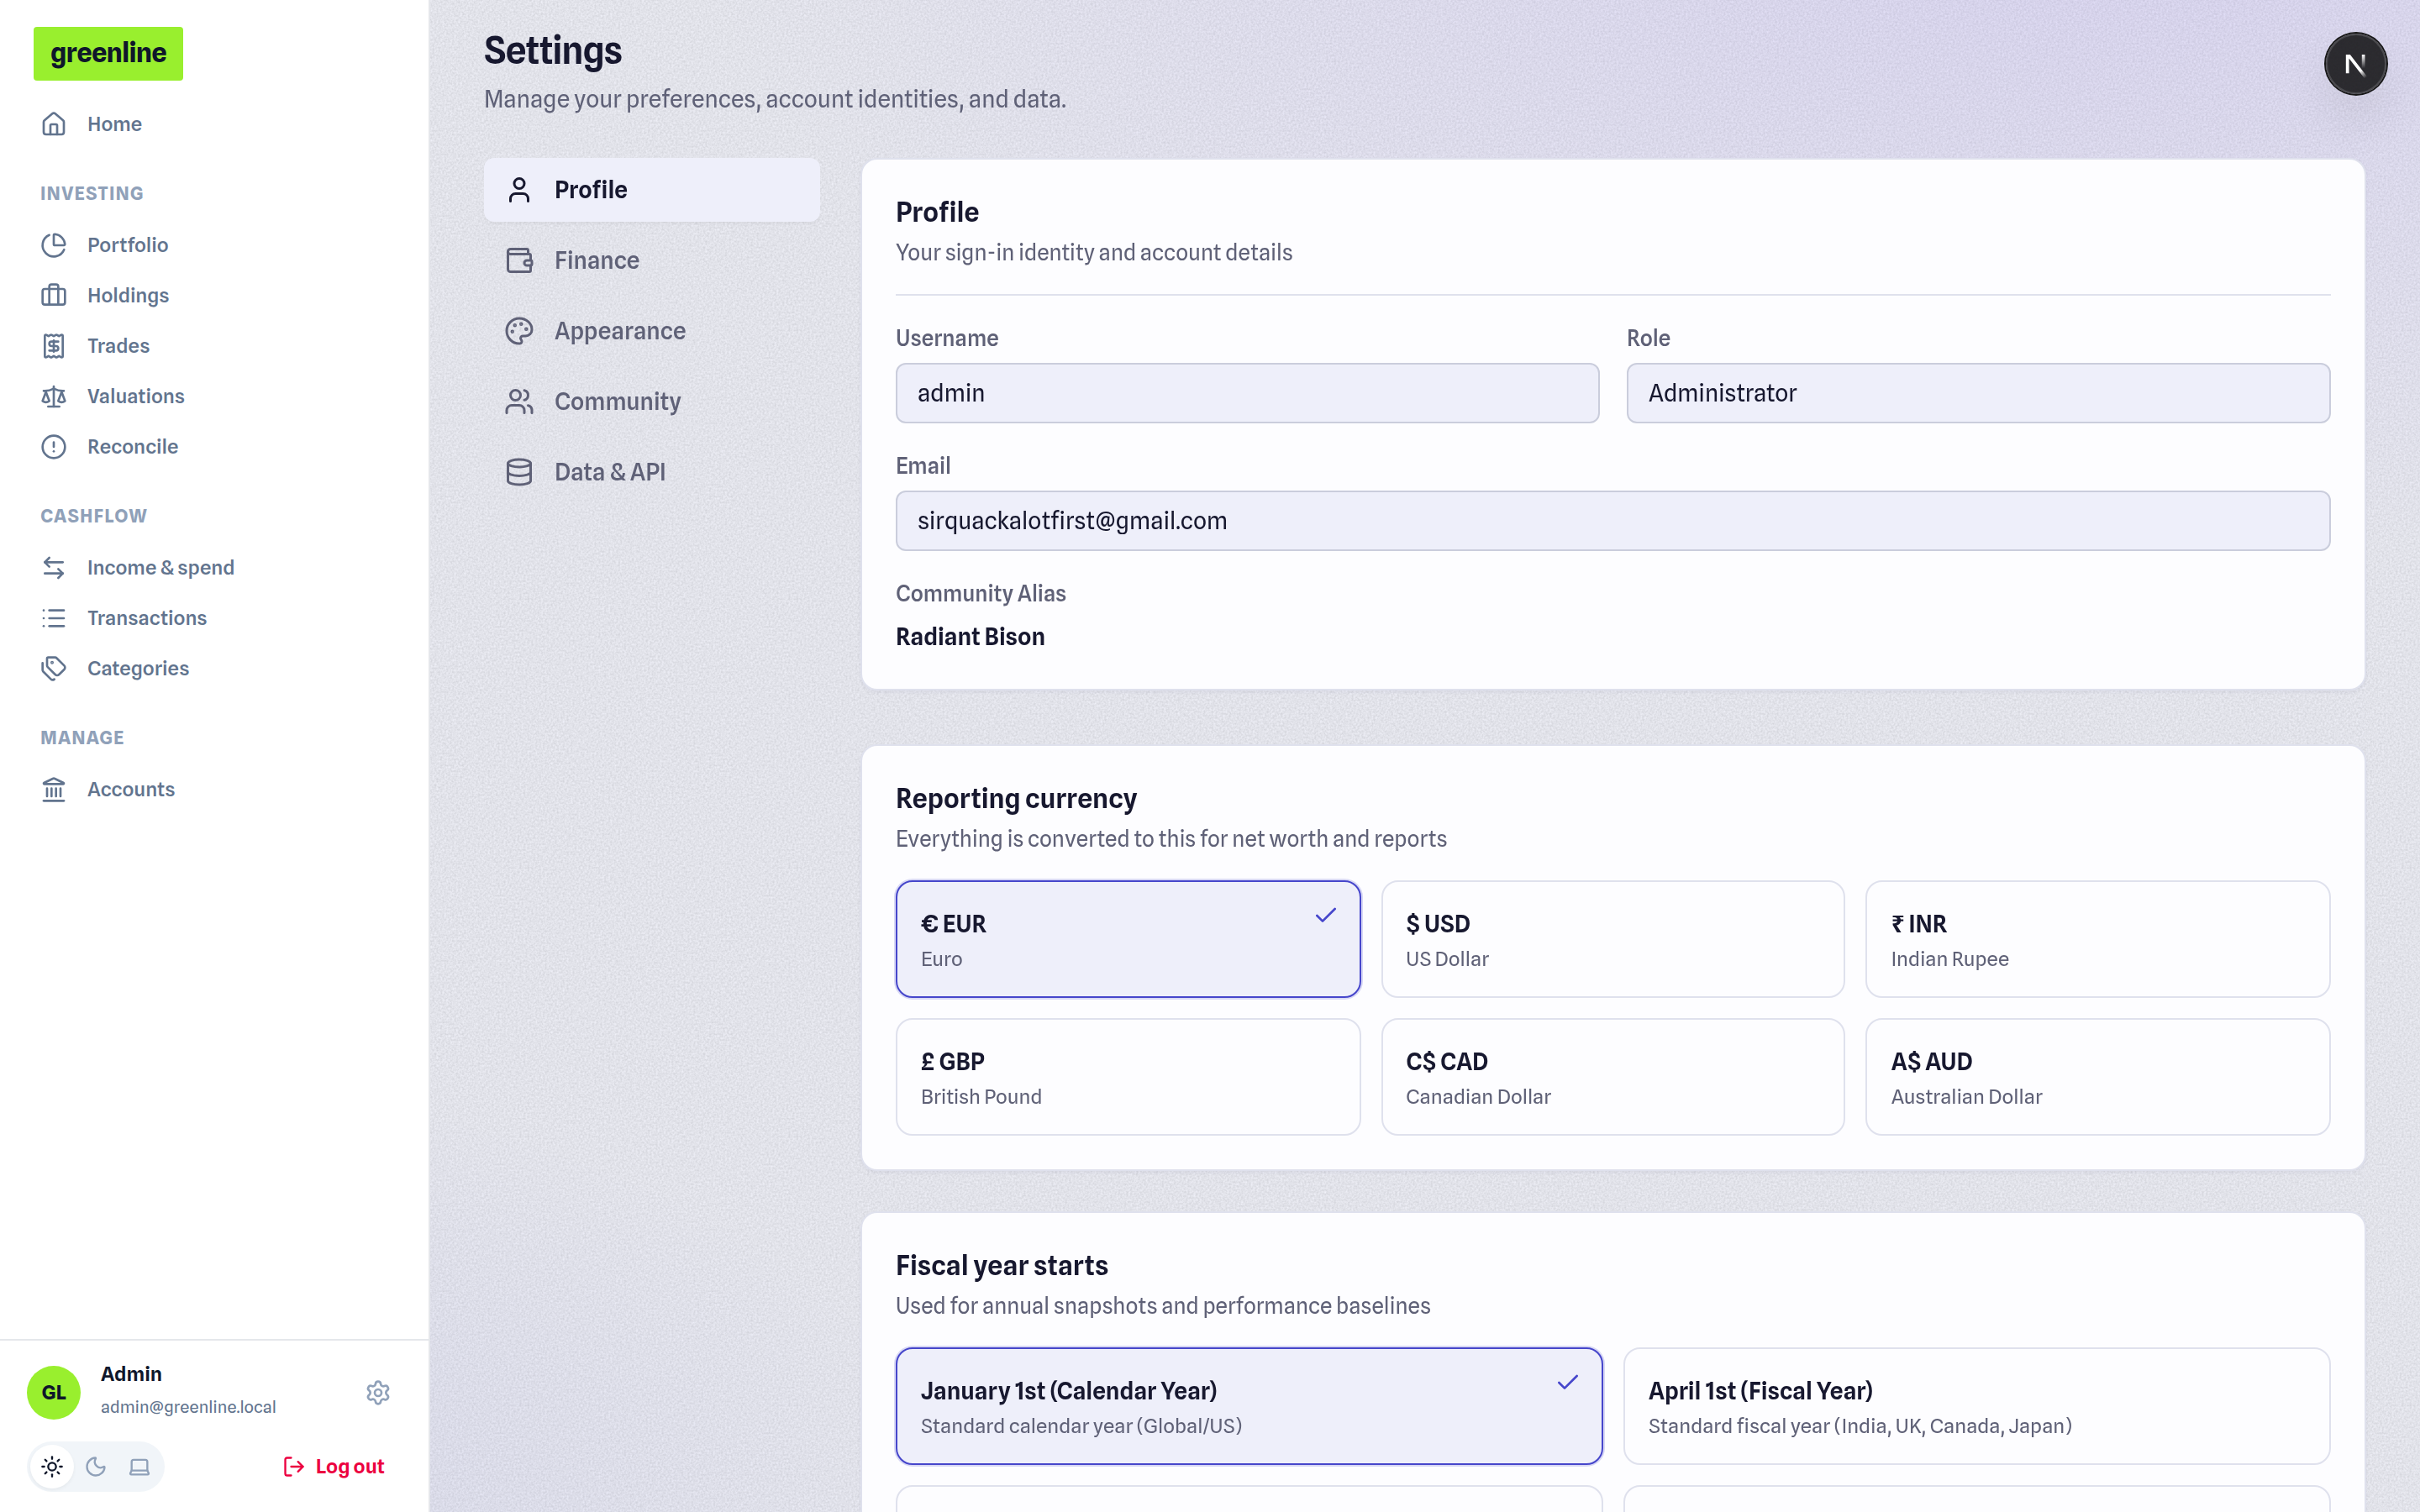 greenline
Home
INVESTING
Portfolio
Holdings
Trades
Valuations
Reconcile
CASHFLOW
Income & spend
Transactions
Categories
MANAGE
Accounts
GL
Admin
admin@greenline.local
Log out
Settings
Manage your preferences, account identities, and data.
N
Profile
Finance
Appearance
Community
Data & API
Profile
Your sign-in identity and account details
Username
Role
admin
Administrator
Email
sirquackalotfirst@gmail.com
Community Alias
Radiant Bison
Reporting currency
Everything is converted to this for net worth and reports
€ EUR
Euro
$ USD
US Dollar
₹ INR
Indian Rupee
£ GBP
British Pound
C$ CAD
Canadian Dollar
A$ AUD
Australian Dollar
Fiscal year starts
Used for annual snapshots and performance baselines
January 1st (Calendar Year)
Standard calendar year (Global/US)
April 1st (Fiscal Year)
Standard fiscal year (India, UK, Canada, Japan)